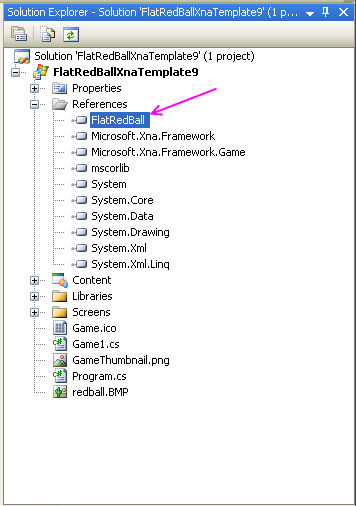 Solution Explorer - Solution 'FlatRedBallXnaTemplate9' (1 p...
Solution 'FlatRedBallXnaTemplate9' (1 project)
FlatRedBallXnaTemplate9
Properties
References
FlatRedBall
Microsoft.Xna.Framework
Microsoft.Xna.Framework.Game
mscorlib
System
System.Core
System.Data
System.Drawing
System.Xml
System.Xml.Linq
Content
Libraries
Screens
Game.ico
Game1.cs
GameThumbnail.png
Program.cs
redball.BMP